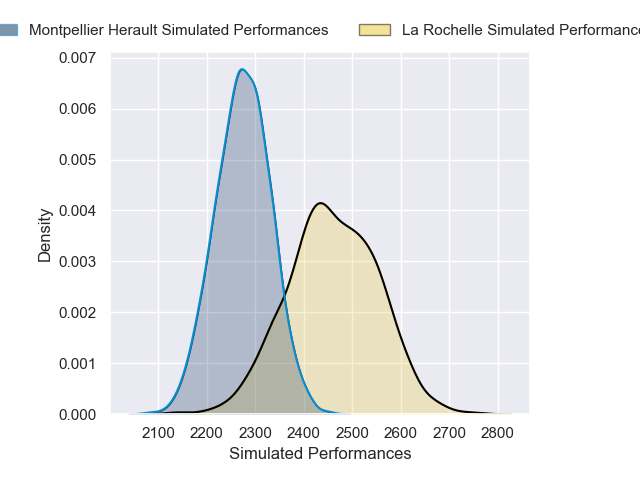 Montpellier Herault Simulated Performances
La Rochelle Simulated
0.007
0.006
0.005
0.004
0.003
0.002
0.001
0.000
Density
2100 2200 2300 2400 2500 2600 2700 2800
Simulated Performances